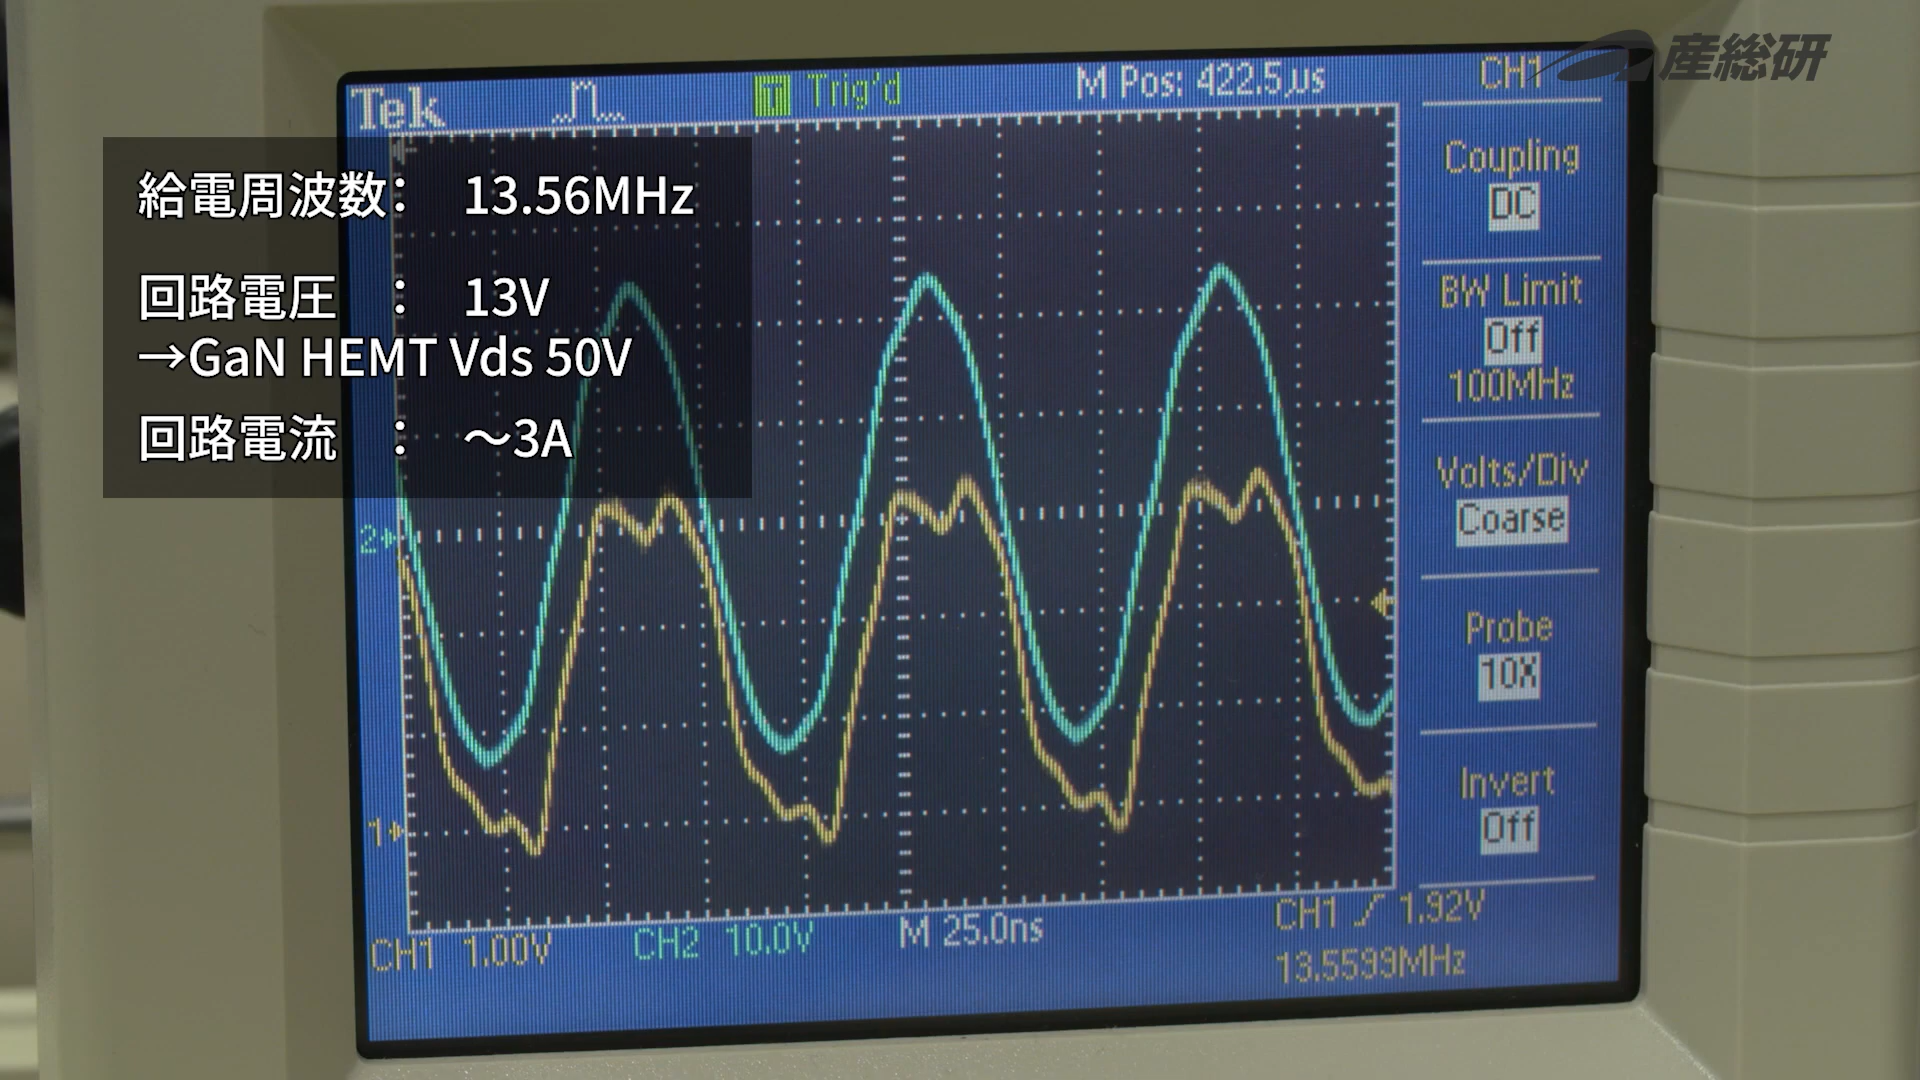 産総研
Tek
Trig'd
M Pos: 422.5µs
CH1
給電周波数： 13.56MHz
回路電圧 ： 13V
→GaN HEMT Vds 50V
回路電流 ： ～3A
Coupling
DC
BW Limit
Off
100MHz
Volts/Div
Coarse
Probe
10X
Invert
Off
2
1
CH1 1.00V
CH2 10.0V
M 25.0ns
CH1 / 1.92V
13.5599MHz